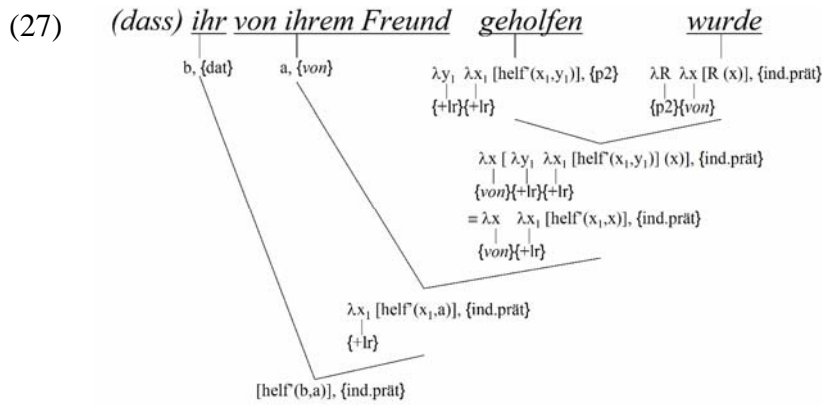 (27) (dass) ihr von ihrem Freund geholfen wurde
b, {dat} a, {von} λy₁ λx₁ [helf'(x₁,y₁)], {p2} λR λx [R (x)], {ind.prät}
{+lr}{+lr} {p2}{von}
λx [ λy₁ λx₁ [helf'(x₁,y₁)] (x)], {ind.prät}
{von}{+lr}{+lr}
≡ λx λx₁ [helf'(x₁,x)], {ind.prät}
{von}{+lr}
λx₁ [helf'(x₁,a)], {ind.prät}
{+lr}
[helf'(b,a)], {ind.prät}